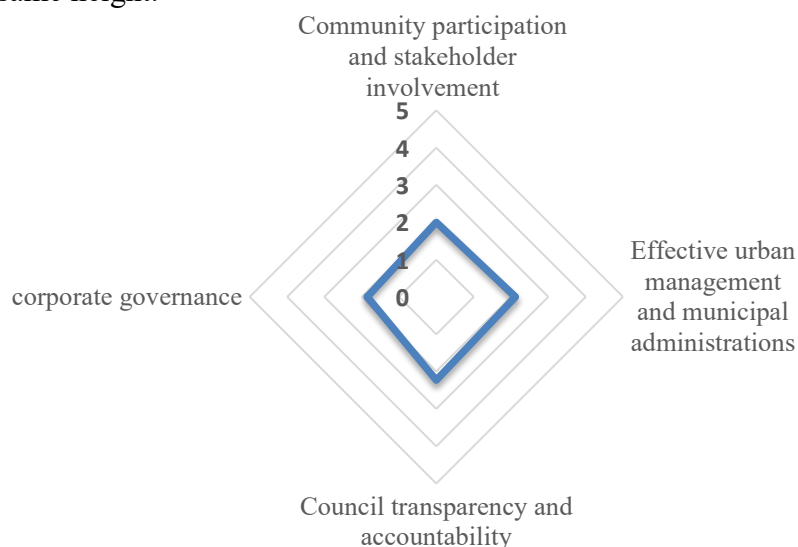 height.
Community participation
and stakeholder
involvement
5
4
3
2
1
0
corporate governance
Effective urban
management
and municipal
administrations
Council transparency and
accountability